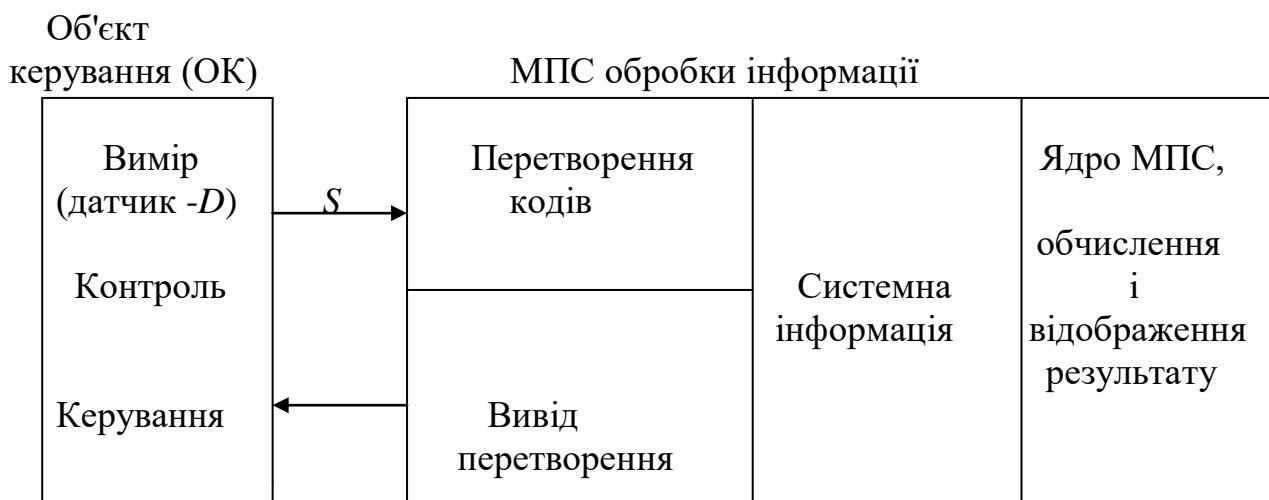 Об'єкт
керування (ОК)
МПС обробки інформації
Вимір
(датчик -D)
Контроль
Керування
S
Перетворення
кодів
Вивід
перетворення
Системна
інформація
Ядро МПС,
обчислення
і
відображення
результату